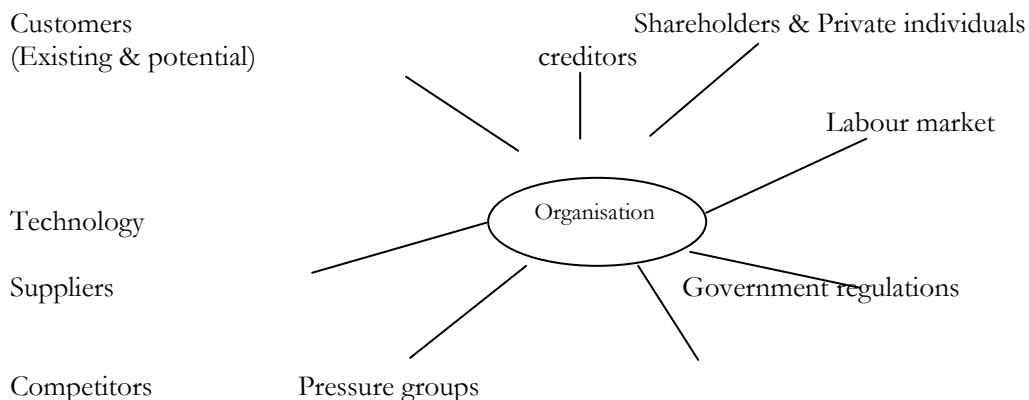 Customers
Shareholders & Private individuals
(Existing & potential)
creditors
Labour market
Organisation
Technology
Suppliers
Government regulations
Competitors
Pressure groups